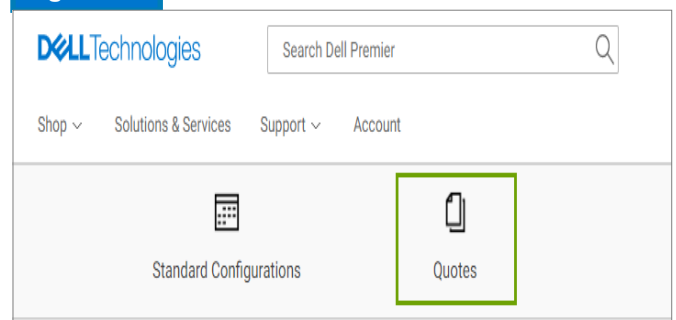 DELLTechnologies
Search Dell Premier
Shop
Solutions & Services
Support
Account
Standard Configurations
Quotes